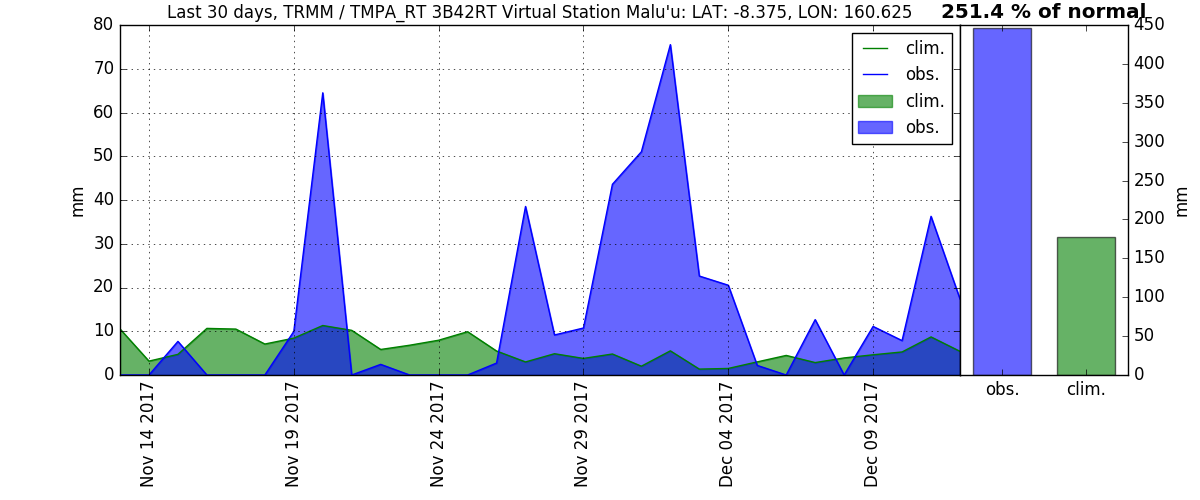 Last 30 days, TRMM / TMPA_RT 3B42RT Virtual Station Malu'u: LAT: -8.375, LON: 160.625
251.4 % of normal
80
70
60
50
40
30
20
10
0
mm
clim.
obs.
clim.
obs.
Nov 14 2017
Nov 19 2017
Nov 24 2017
Nov 29 2017
Dec 04 2017
Dec 09 2017
450
400
350
300
250
200
150
100
50
0
mm
obs.
clim.